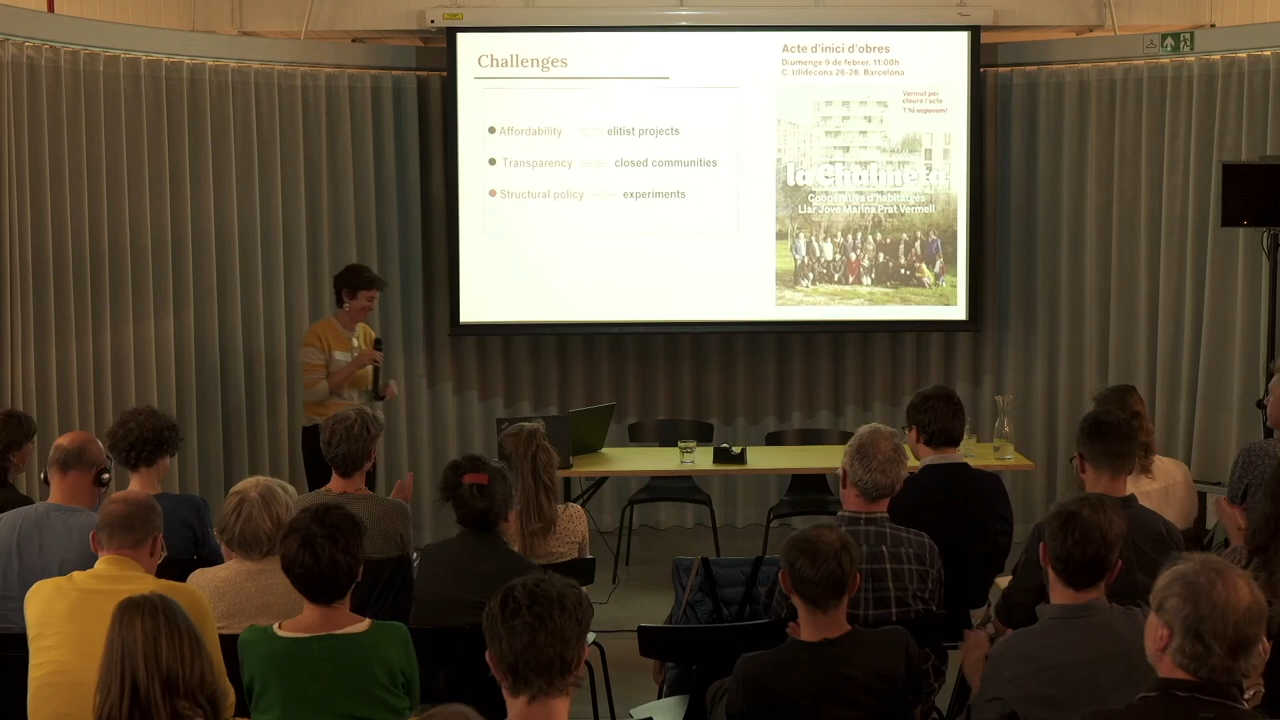 Challenges
Affordability elitist projects
Transparency closed communities
Structural policy experiments
Acte d'inici d'obres
Diumenge 9 de febrer, 11:00h
C. Ulldecona 26-28. Barcelona
Vermut per
cloure l'acte
T'hi esperem!
la Chalmeta
Cooperativa d'habitatges
Llar Jove Marina Prat Vermell